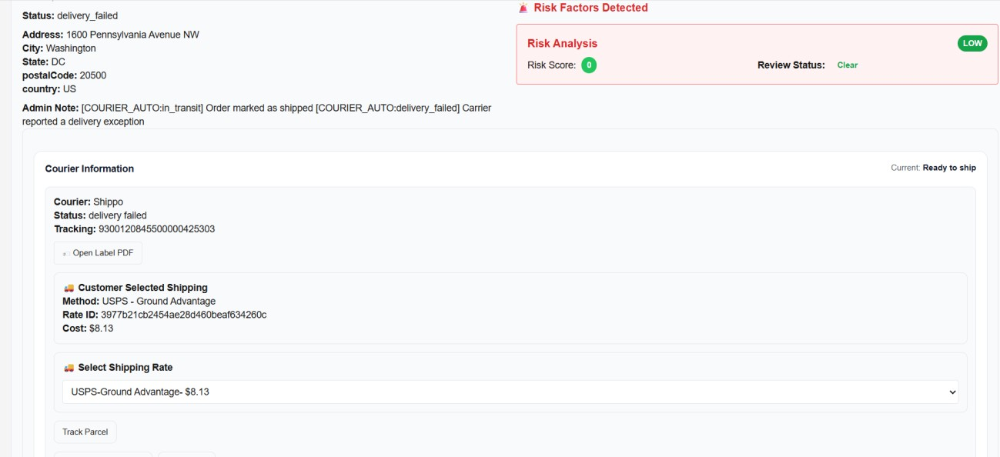 Status: delivery_failed
Address: 1600 Pennsylvania Avenue NW
City: Washington
State: DC
postalCode: 20500
country: US
Admin Note: [COURIER_AUTO:in_transit] Order marked as shipped [COURIER_AUTO:delivery_failed] Carrier
reported a delivery exception
Risk Factors Detected
Risk Analysis
LOW
Risk Score: 0
Review Status: Clear
Courier Information
Current: Ready to ship
Courier: Shippo
Status: delivery failed
Tracking: 9300120845500000425303
Open Label PDF
Customer Selected Shipping
Method: USPS - Ground Advantage
Rate ID: 3977b21cb2454ae28d460beaf634260c
Cost: $8.13
Select Shipping Rate
USPS-Ground Advantage- $8.13
Track Parcel